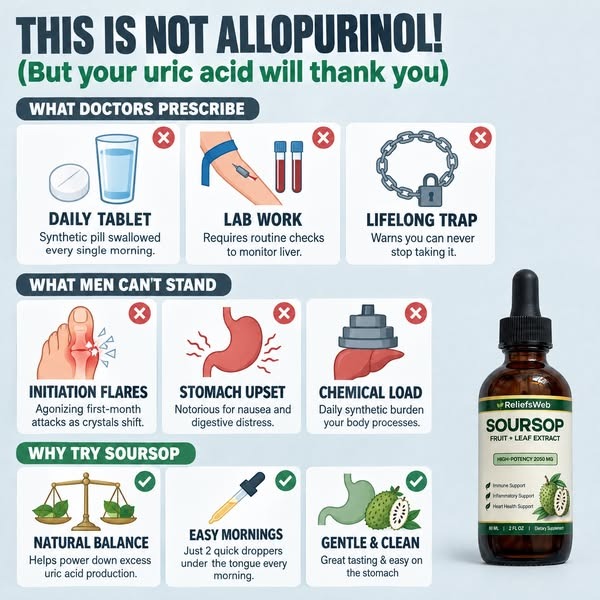 THIS IS NOT ALLOPURINOL!
(But your uric acid will thank you)
WHAT DOCTORS PRESCRIBE
DAILY TABLET
Synthetic pill swallowed
every single morning.
LAB WORK
Requires routine checks
to monitor liver.
LIFELONG TRAP
Warns you can never
stop taking it.
WHAT MEN CAN'T STAND
INITIATION FLARES
Agonizing first-month
attacks as crystals shift.
STOMACH UPSET
Notorious for nausea and
digestive distress.
CHEMICAL LOAD
Daily synthetic burden
your body processes.
WHY TRY SOURSOP
NATURAL BALANCE
Helps power down excess
uric acid production.
EASY MORNINGS
Just 2 quick droppers
under the tongue every
morning.
GENTLE & CLEAN
Great tasting & easy on
the stomach
ReliefsWeb
SOURSOP
FRUIT + LEAF EXTRACT
HIGH-POTENCY 2050 MG
Immune Support
Inflammatory Support
Heart Health Support
60 ML | 2 FL OZ | Dietary Supplement